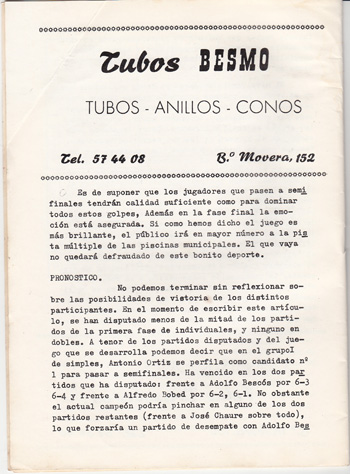 Tubos BESMO
TUBOS - ANILLOS - CONOS
Tel. 57 44 08 B.º Movera, 152
Es de suponer que los jugadores que pasen a semi
finales tendrán calidad suficiente como para dominar
todos estos golpes, Además en la fase final la emo-
ción está asegurada. Si como hemos dicho el juego es
más brillante, el público irá en mayor número a la pis
ta múltiple de las piscinas municipales. El que vaya
no quedará defraudado de este bonito deporte.
PRONOSTICO.
No podemos terminar sin reflexionar so-
bre las posibilidades de victoria de los distintos
participantes. En el momento de escribir este artícu-
lo, se han disputado menos de la mitad de los parti-
dos de la primera fase de individuales, y ninguno en
dobles. A tenor de los partidos disputados y del jue-
go que se desarrolla podemos decir que en el grupoI
de simples, Antonio Ortiz se perfila como candidato nº
1 para pasar a semifinales. Ha vencido en los dos par
tidos que ha disputado: frente a Adolfo Bescós por 6-3
6-4 y frente a Alfredo Bobed por 6-2, 6-1. No obstante
el actual campeón podría pinchar en alguno de los dos
partidos restantes (frente a José Chaure sobre todo),
lo que forzaría un partido de desempate con Adolfo Bes